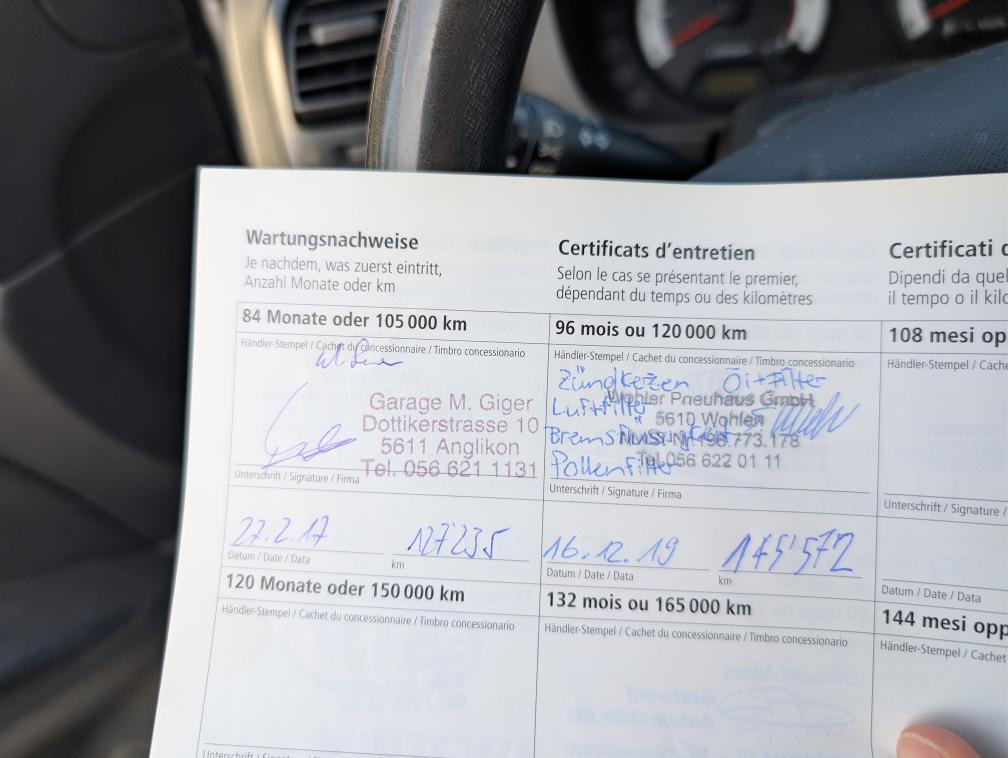 Wartungsnachweise
Je nachdem, was zuerst eintritt,
Anzahl Monate oder km
84 Monate oder 105 000 km
Händler-Stempel / Cachet du concessionnaire / Timbro concessionario
Garage M. Giger
Dottikerstrasse 10
5611 Anglikon
Tel. 056 621 1131
Unterschrift / Signature / Firma
27.2.17
127'235
Datum / Date / Data
km
120 Monate oder 150 000 km
Händler-Stempel / Cachet du concessionnaire / Timbro concessionario
Unterschrift / Signature / Firma
Certificats d'entretien
Selon le cas se présentant le premier,
dépendant du temps ou des kilomètres
96 mois ou 120 000 km
Händler-Stempel / Cachet du concessionnaire / Timbro concessionario
Zündkerzen
Luftfilter
Pollenfilter
Wohler Pneuhaus GmbH
5610 Wohlen
Tel 056 622 01 11
Unterschrift / Signature / Firma
16.12.19
145'572
Datum / Date / Data
km
132 mois ou 165 000 km
Händler-Stempel / Cachet du concessionnaire / Timbro concessionario
Certificati
Dipendi da quel
il tempo o il
108 mesi op
Händler-Stempel / Cache
Unterschrift / Signature /
Datum / Date / Data
144 mesi opp
Händler-Stempel / Cachet